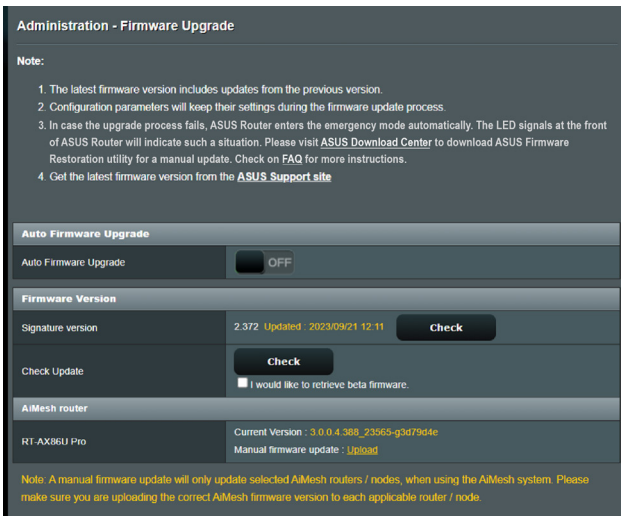 Administration - Firmware Upgrade
Note:
1. The latest firmware version includes updates from the previous version.
2. Configuration parameters will keep their settings during the firmware update process.
3. In case the upgrade process fails, ASUS Router enters the emergency mode automatically. The LED signals at the front
of ASUS Router will indicate such a situation. Please visit ASUS Download Center to download ASUS Firmware
Restoration utility for a manual update. Check on FAQ for more instructions.
4. Get the latest firmware version from the ASUS Support site
Auto Firmware Upgrade
Auto Firmware Upgrade OFF
Firmware Version
Signature version 2.372 Updated : 2023/09/21 12:11 Check
Check Update Check
I would like to retrieve beta firmware.
AiMesh router
RT-AX86U Pro Current Version : 3.0.0.4.388_23565-g3d79d4e
Manual firmware update : Upload
Note: A manual firmware update will only update selected AiMesh routers / nodes, when using the AiMesh system. Please
make sure you are uploading the correct AiMesh firmware version to each applicable router / node.